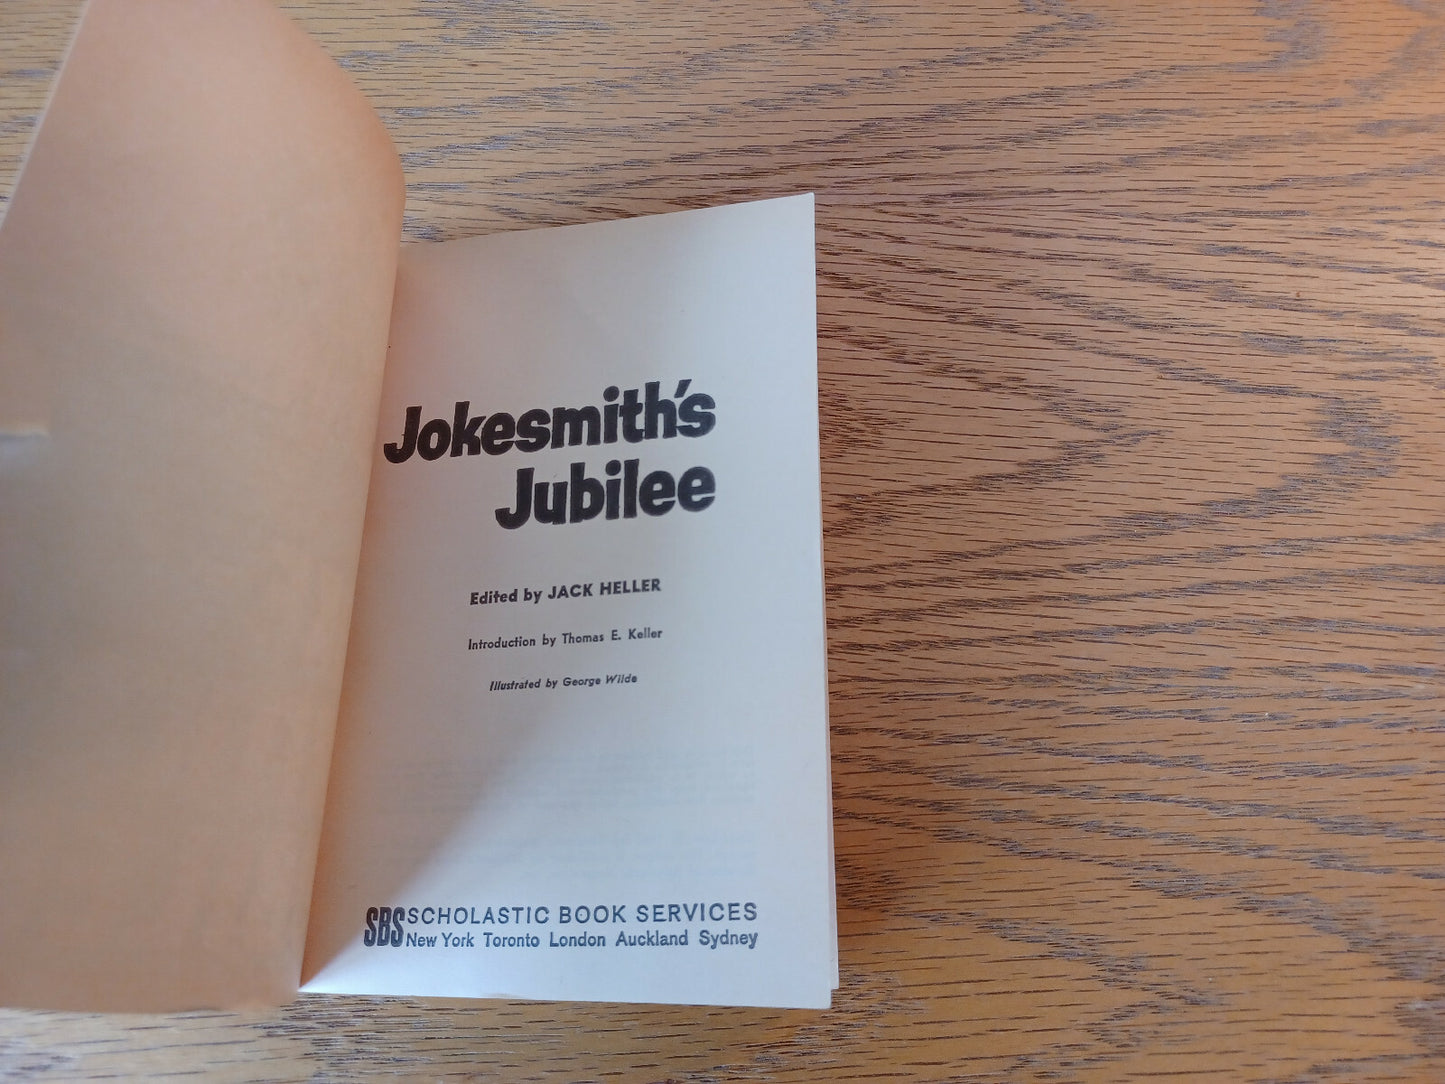 Jokesmith's
Jubilee
Edited by JACK HELLER
Introduction by Thomas E. Keller
Illustrated by George Wilde
SBS SCHOLASTIC BOOK SERVICES
New York Toronto London Auckland Sydney